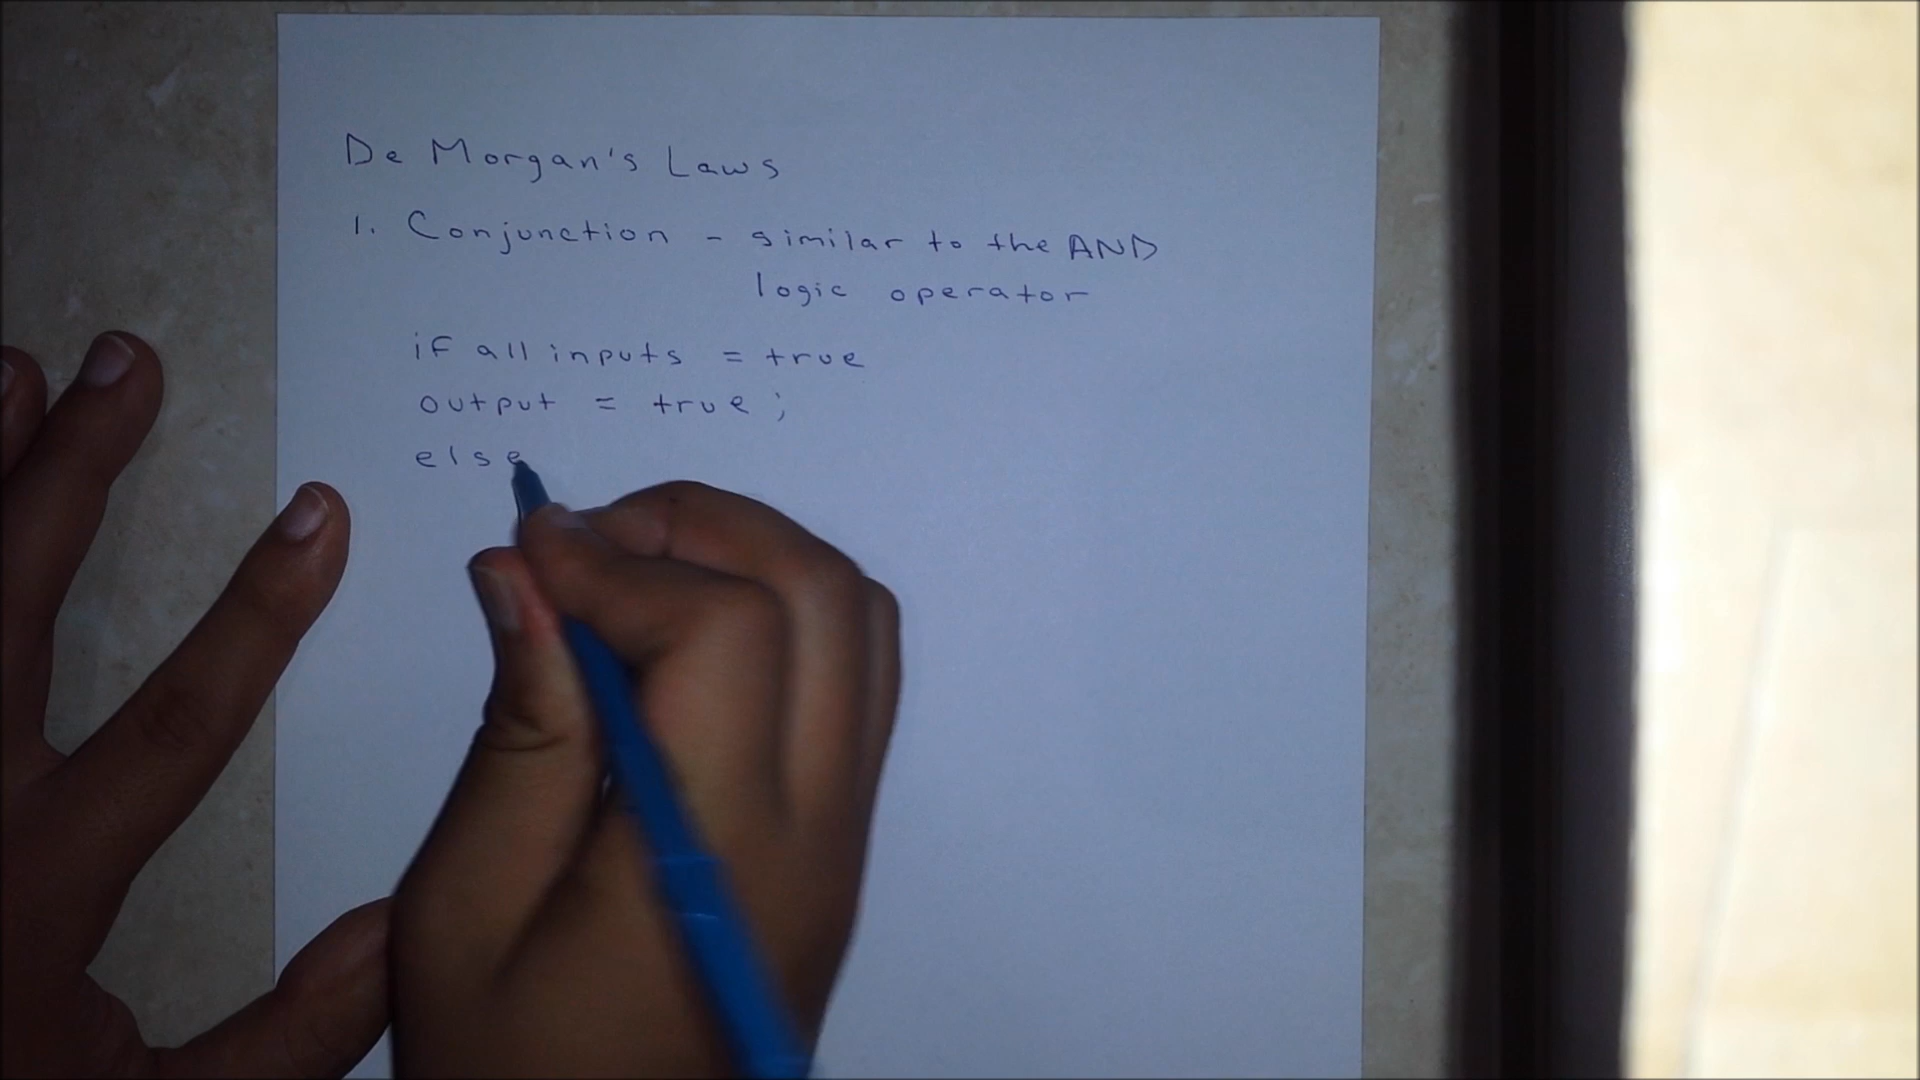 De Morgan's Laws
1. Conjunction - similar to the AND
logic operator
if all inputs = true
output = true ;
else